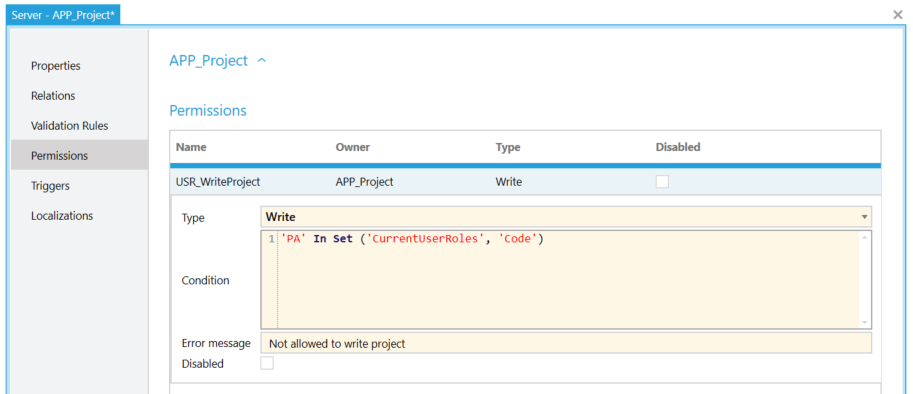 Server - APP_Project*
Properties
Relations
Validation Rules
Permissions
Triggers
Localizations
APP_Project
Permissions
Name Owner Type Disabled
USR_WriteProject APP_Project Write
Type Write
Condition
1 'PA' In Set ('CurrentUserRoles', 'Code')
Error message Not allowed to write project
Disabled